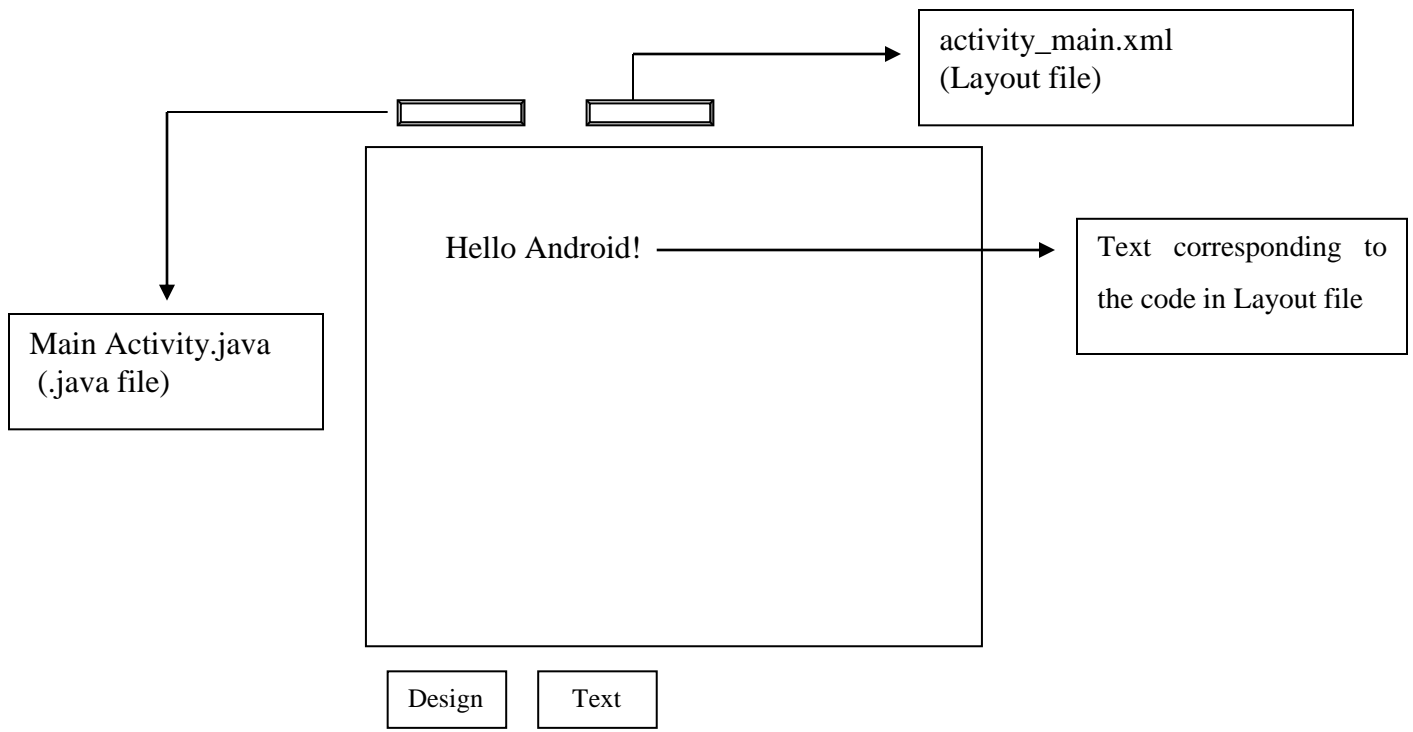 activity_main.xml
(Layout file)
Hello Android!
Text corresponding to
the code in Layout file
Main Activity.java
(.java file)
Design
Text